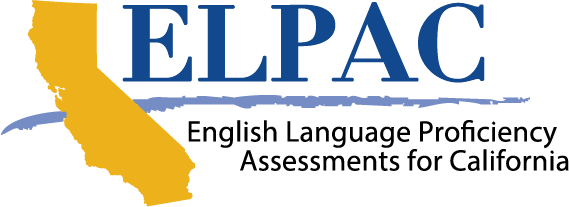 ELPAC
English Language Proficiency
Assessments for California